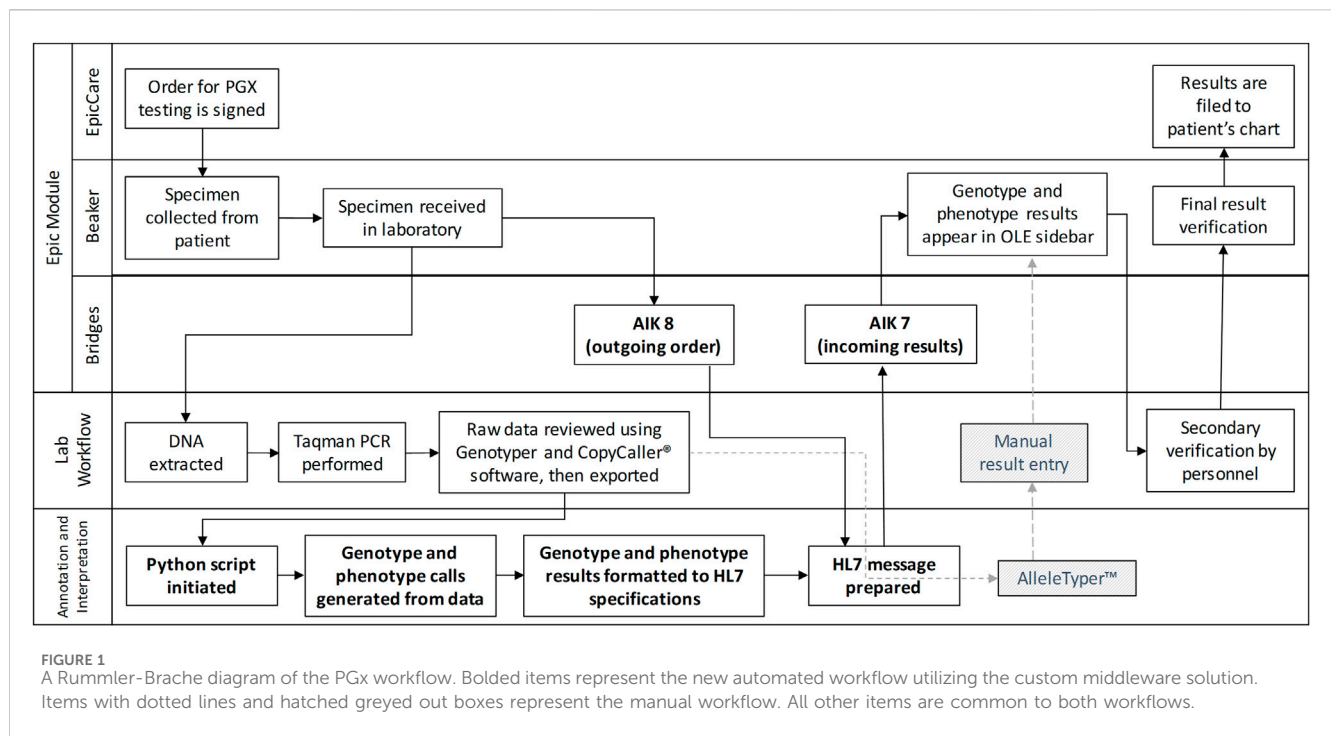 Epic Module
EpicCare
Order for PGX
testing is signed
Results are
filed to
patient's chart
Beaker
Specimen
collected from
patient
Specimen received
in laboratory
Genotype and
phenotype results
appear in OLE sidebar
Final result
verification
Bridges
AIK 8
(outgoing order)
AIK 7
(incoming results)
Lab
Workflow
DNA
extracted
Taqman PCR
performed
Raw data reviewed using
Genotyper and CopyCaller®
software, then exported
Manual
result entry
Secondary
verification by
personnel
Annotation and
Interpretation
Python script
initiated
Genotype and
phenotype calls
generated from data
Genotype and phenotype
results formatted to HL7
specifications
HL7 message
prepared
AlleleTyper™
FIGURE 1
A Rummler-Brache diagram of the PGx workflow. Bolded items represent the new automated workflow utilizing the custom middleware solution.
Items with dotted lines and hatched greyed out boxes represent the manual workflow. All other items are common to both workflows.